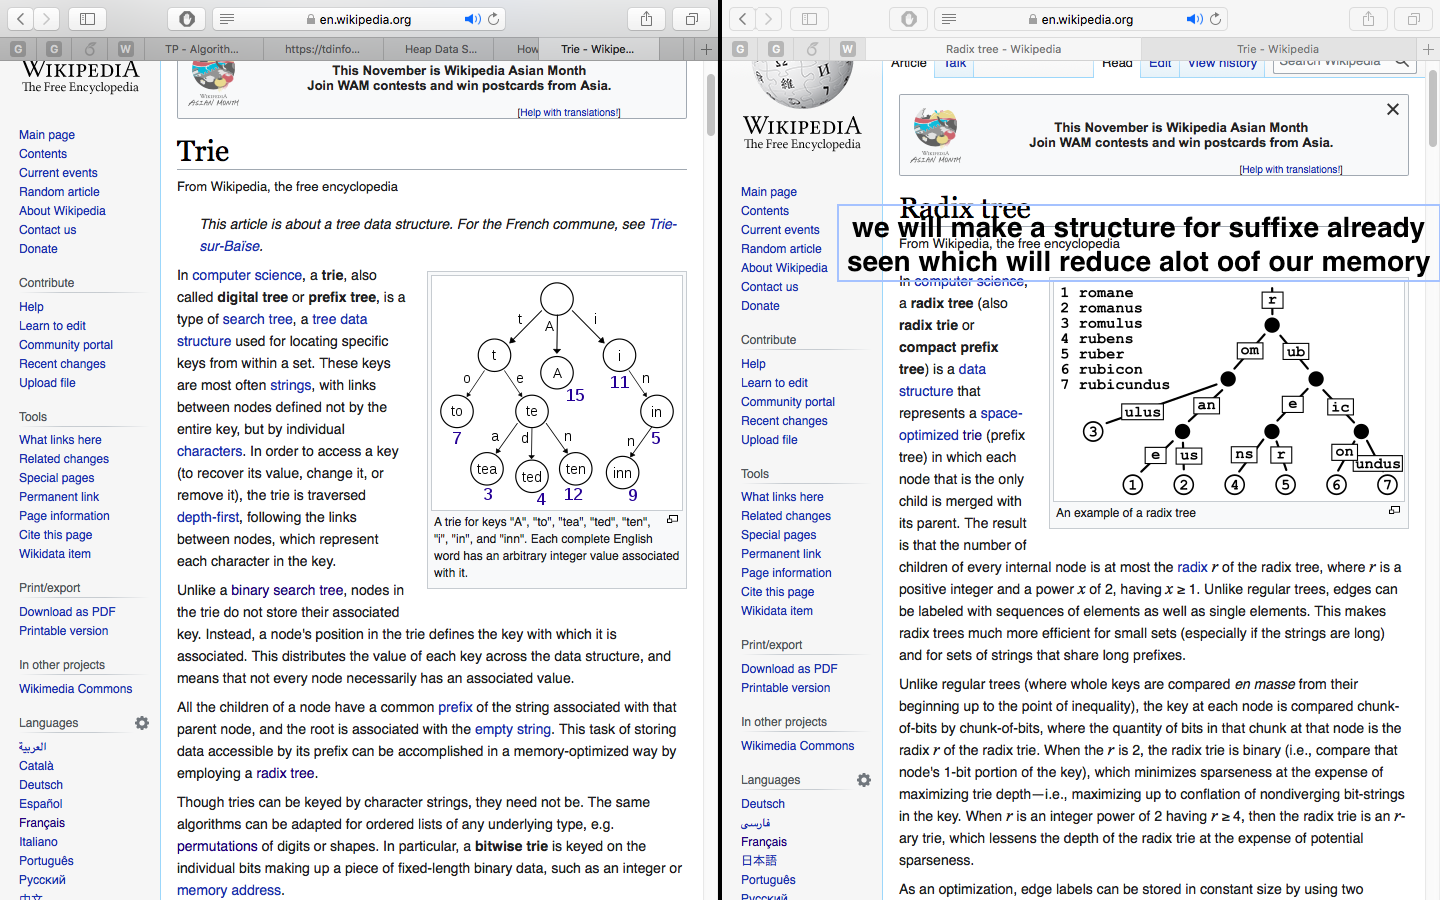 en.wikipedia.org
G G W TP - Algorith... https://tdinfo... Heap Data S... How Trie - Wikipe...
WIKIPEDIA
The Free Encyclopedia
Main page
Contents
Current events
Random article
About Wikipedia
Contact us
Donate
Contribute
Help
Learn to edit
Community portal
Recent changes
Upload file
Tools
What links here
Related changes
Special pages
Permanent link
Page information
Cite this page
Wikidata item
Print/export
Download as PDF
Printable version
In other projects
Wikimedia Commons
Languages
العربية
Català
Deutsch
Español
Français
Italiano
Português
Русский
中文
WIKIPEDIA
ASIAN MONTH
This November is Wikipedia Asian Month
Join WAM contests and win postcards from Asia.
[Help with translations!]
Trie
From Wikipedia, the free encyclopedia
This article is about a tree data structure. For the French commune, see Trie-
sur-Baïse.
In computer science, a trie, also
called digital tree or prefix tree, is a
type of search tree, a tree data
structure used for locating specific
keys from within a set. These keys
are most often strings, with links
between nodes defined not by the
entire key, but by individual
characters. In order to access a key
(to recover its value, change it, or
remove it), the trie is traversed
depth-first, following the links
between nodes, which represent
each character in the key.
t A i
t A i
15 11
o e n
to te in
7 5
a d n n
tea ted ten inn
3 4 12 9
A trie for keys "A", "to", "tea", "ted", "ten",
"i", "in", and "inn". Each complete English
word has an arbitrary integer value associated
with it.
Unlike a binary search tree, nodes in
the trie do not store their associated
key. Instead, a node's position in the trie defines the key with which it is
associated. This distributes the value of each key across the data structure, and
means that not every node necessarily has an associated value.
All the children of a node have a common prefix of the string associated with that
parent node, and the root is associated with the empty string. This task of storing
data accessible by its prefix can be accomplished in a memory-optimized way by
employing a radix tree.
Though tries can be keyed by character strings, they need not be. The same
algorithms can be adapted for ordered lists of any underlying type, e.g.
permutations of digits or shapes. In particular, a bitwise trie is keyed on the
individual bits making up a piece of fixed-length binary data, such as an integer or
memory address.
en.wikipedia.org
G G W Radix tree - Wikipedia Trie - Wikipedia
Article Talk Read Edit View history Search Wikipedia
WIKIPEDIA
The Free Encyclopedia
Main page
Contents
Current events
Random article
About Wikipedia
Contact us
Donate
Contribute
Help
Learn to edit
Community portal
Recent changes
Upload file
Tools
What links here
Related changes
Special pages
Permanent link
Page information
Cite this page
Wikidata item
Print/export
Download as PDF
Printable version
In other projects
Wikimedia Commons
Languages
Deutsch
فارسی
Français
日本語
Português
Русский
WIKIPEDIA
ASIAN MONTH
This November is Wikipedia Asian Month
Join WAM contests and win postcards from Asia.
[Help with translations!]
Radix tree
we will make a structure for suffixe already
seen which will reduce alot oof our memory
From Wikipedia, the free encyclopedia
In computer science,
a radix tree (also
radix trie or
compact prefix
tree) is a data
structure that
represents a space-
optimized trie (prefix
tree) in which each
node that is the only
child is merged with
its parent. The result
is that the number of
1 romane
2 romanus
3 romulus
4 rubens
5 ruber
6 rubicon
7 rubicundus
r
om ub
ulus an e ic
3
e us ns r on undus
1 2 4 5 6 7
An example of a radix tree
children of every internal node is at most the radix r of the radix tree, where r is a
positive integer and a power x of 2, having x ≥ 1. Unlike regular trees, edges can
be labeled with sequences of elements as well as single elements. This makes
radix trees much more efficient for small sets (especially if the strings are long)
and for sets of strings that share long prefixes.
Unlike regular trees (where whole keys are compared en masse from their
beginning up to the point of inequality), the key at each node is compared chunk-
of-bits by chunk-of-bits, where the quantity of bits in that chunk at that node is the
radix r of the radix trie. When the r is 2, the radix trie is binary (i.e., compare that
node's 1-bit portion of the key), which minimizes sparseness at the expense of
maximizing trie depth—i.e., maximizing up to conflation of nondiverging bit-strings
in the key. When r is an integer power of 2 having r ≥ 4, then the radix trie is an r-
ary trie, which lessens the depth of the radix trie at the expense of potential
sparseness.
As an optimization, edge labels can be stored in constant size by using two